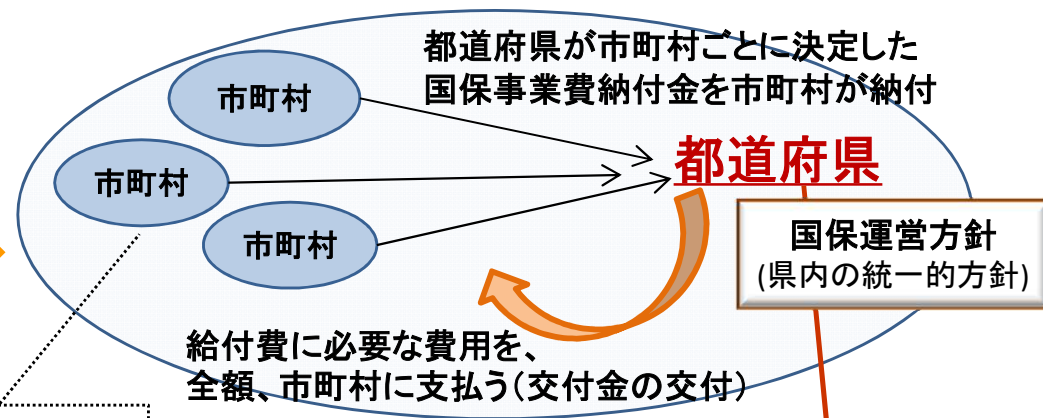 都道府県が市町村ごとに決定した
国保事業費納付金を市町村が納付
市町村
市町村
市町村
都道府県
国保運営方針
(県内の統一的方針)
給付費に必要な費用を、
全額、市町村に支払う(交付金の交付)